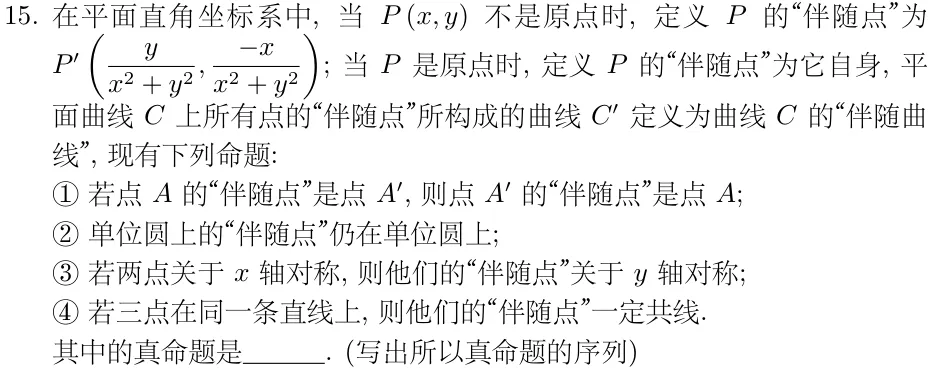 15. 在平面直角坐标系中, 当 P(x,y) 不是原点时, 定义 P 的“伴随点”为
P′(y/(x²+y²), −x/(x²+y²)); 当 P 是原点时, 定义 P 的“伴随点”为它自身, 平
面曲线 C 上所有点的“伴随点”所构成的曲线 C′ 定义为曲线 C 的“伴随曲
线”, 现有下列命题:
① 若点 A 的“伴随点”是点 A′, 则点 A′ 的“伴随点”是点 A;
② 单位圆上的“伴随点”仍在单位圆上;
③ 若两点关于 x 轴对称, 则他们的“伴随点”关于 y 轴对称;
④ 若三点在同一条直线上, 则他们的“伴随点”一定共线.
其中的真命题是______. (写出所以真命题的序列)